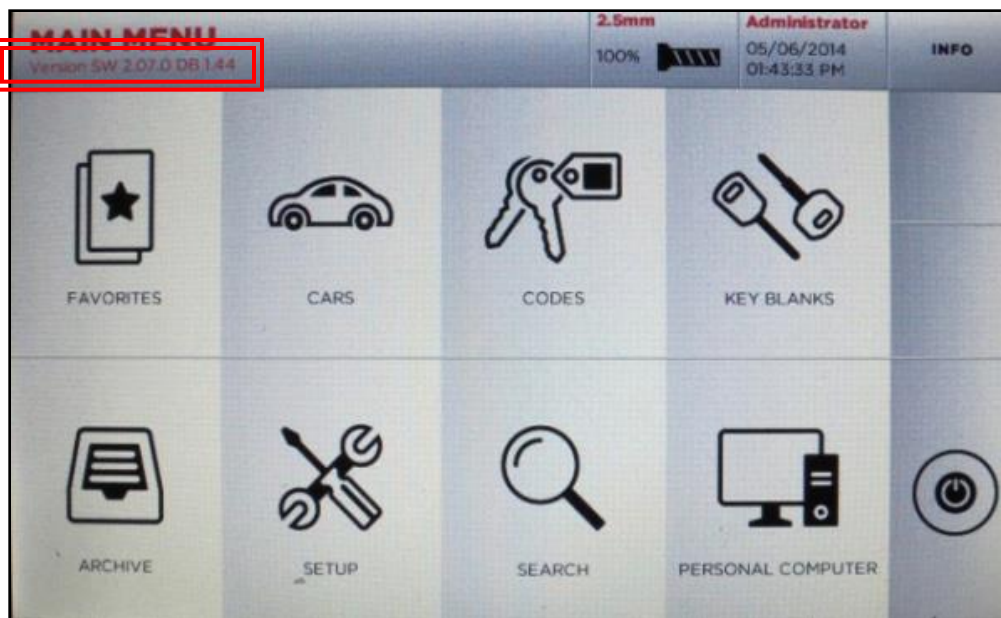 MAIN MENU
Version SW 2.07.0 DB 1.44
2.5mm
100%
Administrator
05/06/2014
01:43:33 PM
INFO
FAVORITES
CARS
CODES
KEY BLANKS
ARCHIVE
SETUP
SEARCH
PERSONAL COMPUTER